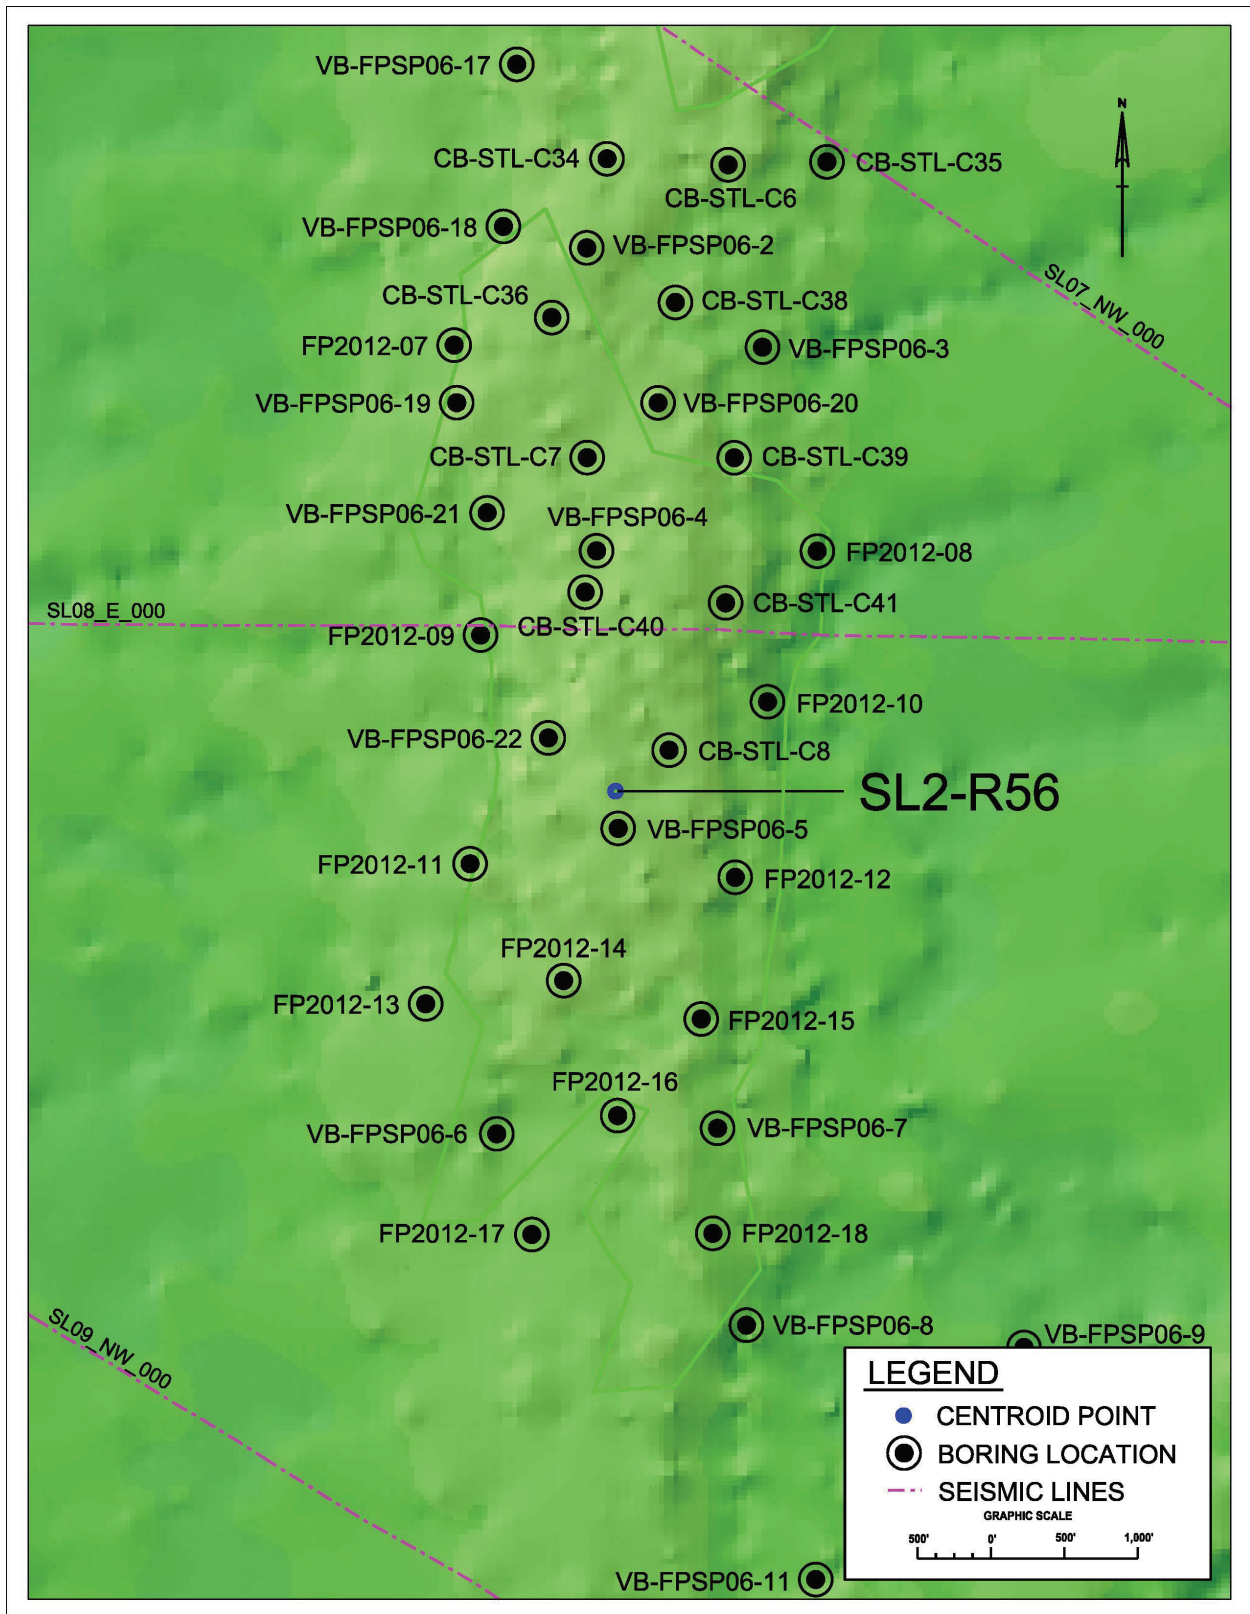 VB-FPSP06-17
N
CB-STL-C34
CB-STL-C35
CB-STL-C6
VB-FPSP06-18
VB-FPSP06-2
SL07_NW_000
CB-STL-C36
CB-STL-C38
FP2012-07
VB-FPSP06-3
VB-FPSP06-19
VB-FPSP06-20
CB-STL-C7
CB-STL-C39
VB-FPSP06-21
VB-FPSP06-4
FP2012-08
SL08_E_000
CB-STL-C41
CB-STL-C40
FP2012-09
FP2012-10
VB-FPSP06-22
CB-STL-C8
SL2-R56
VB-FPSP06-5
FP2012-11
FP2012-12
FP2012-14
FP2012-13
FP2012-15
FP2012-16
VB-FPSP06-6
VB-FPSP06-7
FP2012-17
FP2012-18
VB-FPSP06-8
VB-FPSP06-9
SL09_NW_000
LEGEND
CENTROID POINT
BORING LOCATION
SEISMIC LINES
GRAPHIC SCALE
500' 0' 500' 1,000'
VB-FPSP06-11